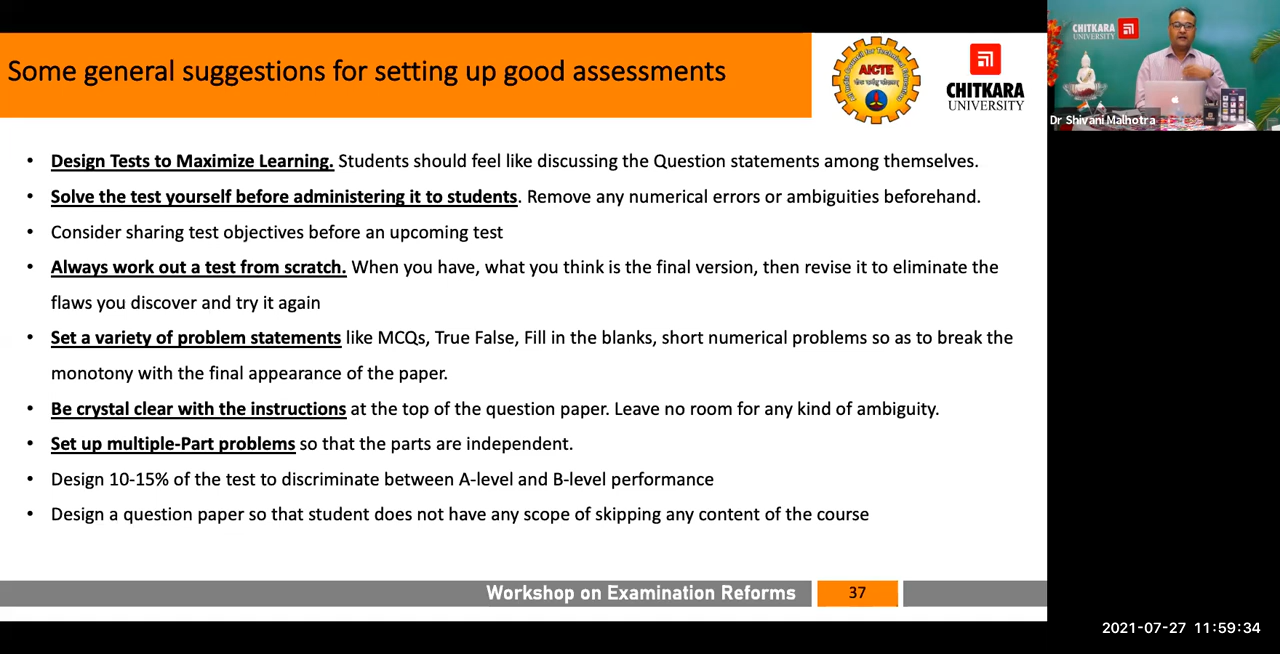 Some general suggestions for setting up good assessments
AICTE
CHITKARA
UNIVERSITY
CHITKARA
UNIVERSITY
Dr Shivani Malhotra
• Design Tests to Maximize Learning. Students should feel like discussing the Question statements among themselves.
• Solve the test yourself before administering it to students. Remove any numerical errors or ambiguities beforehand.
• Consider sharing test objectives before an upcoming test
• Always work out a test from scratch. When you have, what you think is the final version, then revise it to eliminate the
flaws you discover and try it again
• Set a variety of problem statements like MCQs, True False, Fill in the blanks, short numerical problems so as to break the
monotony with the final appearance of the paper.
• Be crystal clear with the instructions at the top of the question paper. Leave no room for any kind of ambiguity.
• Set up multiple-Part problems so that the parts are independent.
• Design 10-15% of the test to discriminate between A-level and B-level performance
• Design a question paper so that student does not have any scope of skipping any content of the course
Workshop on Examination Reforms
37
2021-07-27 11:59:34